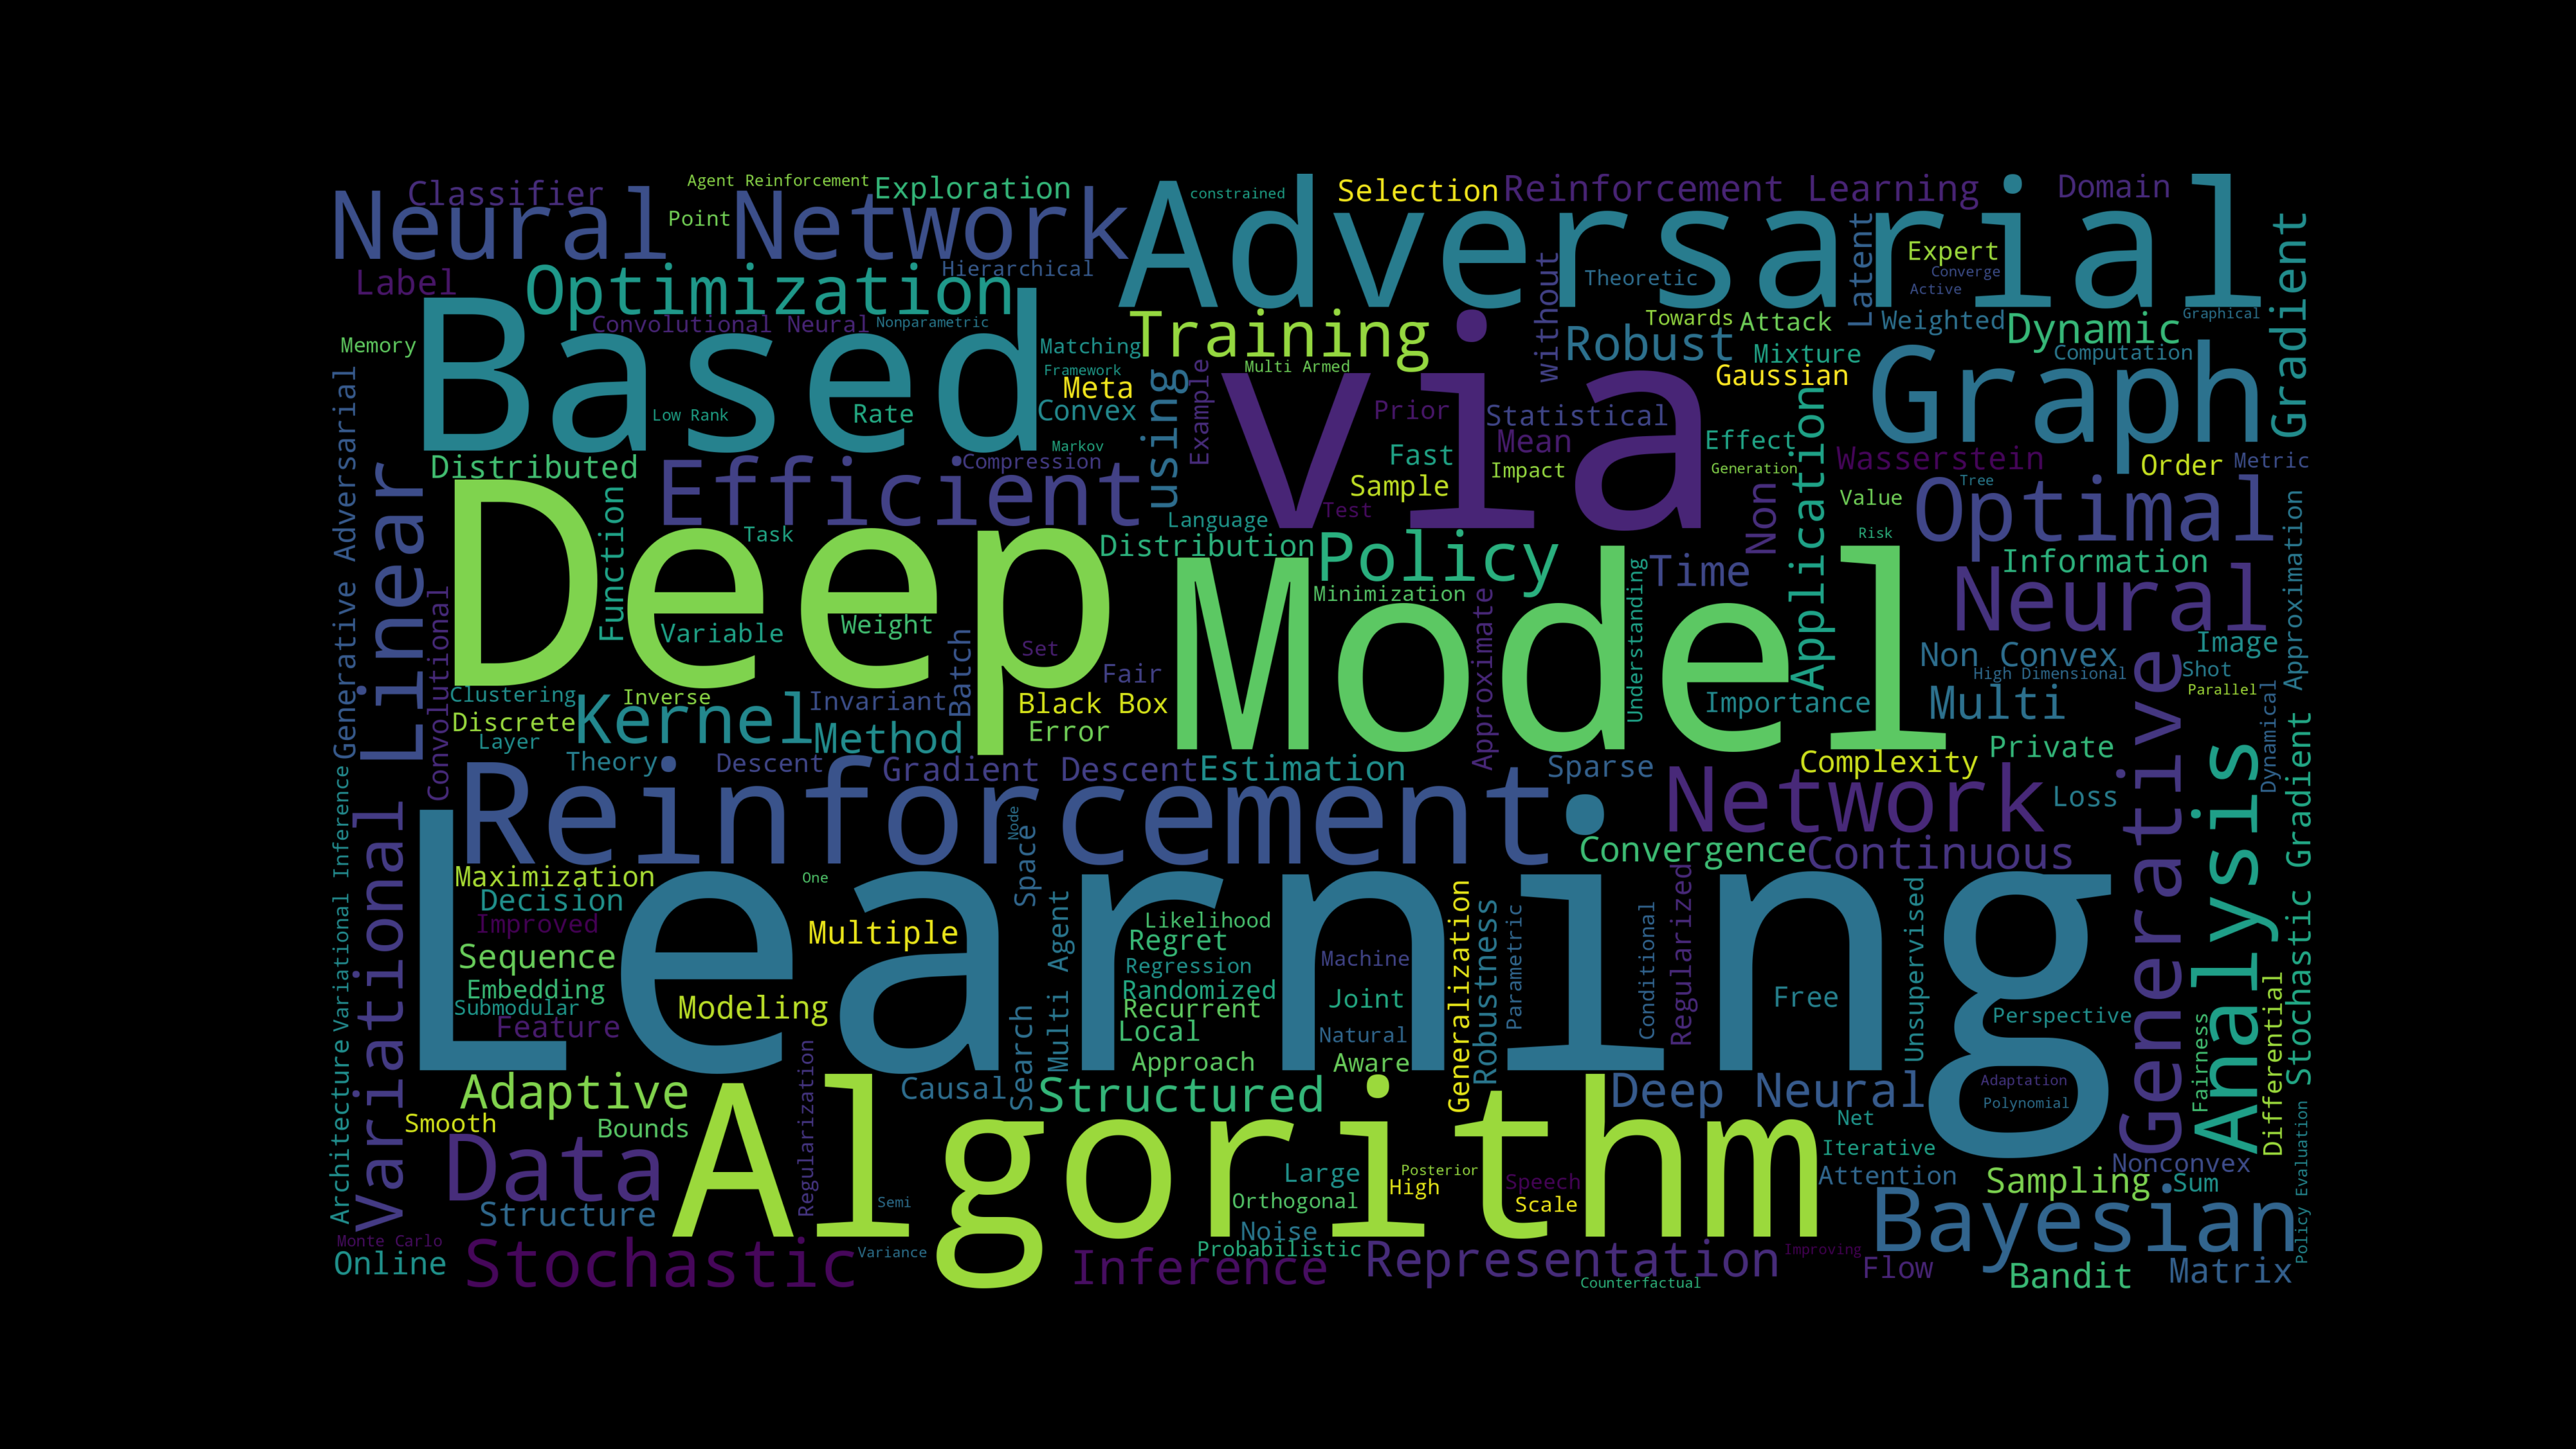 Classifier
Agent Reinforcement
Exploration
constrained
Selection
Reinforcement Learning
Domain
Neural Network
Point
Adversarial
Label
Optimization
Hierarchical
Theoretic
Latent
Expert
Converge
Active
Gradient
without
Convolutional Neural
Nonparametric
Training
Towards
Attack
Weighted
Dynamic
Graphical
Memory
Based
Matching
Framework
Multi Armed
Robust
Mixture
Computation
Meta
Gaussian
Graph
Low Rank
Rate
Convex
using
Example
via
Prior
Statistical
Markov
Fast
Mean
Effect
Application
Distributed
Efficient
Compression
Sample
Impact
Generation
Wasserstein
Order
Metric
Generative Adversarial
Linear
Function
Task
Language
Test
Non
Value
Tree
Optimal
Deep
Distribution
Policy
Time
Risk
Information
Approximation
Minimization
Understanding
Neural
Convolutional
Variable
Weight
Batch
Set
Fair
Model
Approximate
Non Convex
Image
High Dimensional
Shot
Parallel
Clustering
Inverse
Invariant
Black Box
Importance
Multi
Discrete
Kernel
Method
Error
Layer
Theory
Descent
Gradient Descent
Estimation
Sparse
Complexity
Private
Dynamical
Reinforcement
Network
Loss
Generative
Analysis
Stochastic Gradient
Variational Inference
Variational
Node
Space
Convergence
Continuous
Maximization
One
Learning
Decision
Improved
Multiple
Likelihood
Regret
Generalization
Robustness
Parametric
Conditional
Regularized
Unsupervised
Sequence
Multi Agent
Regression
Machine
Embedding
Randomized
Joint
Free
Submodular
Modeling
Recurrent
Feature
Search
Local
Natural
Perspective
Architecture
Approach
Aware
Fairness
Differential
Adaptive
Regularization
Causal
Structured
Deep Neural
Adaptation
Polynomial
Smooth
Bounds
Algorithm
Net
Iterative
Policy Evaluation
Data
Large
Posterior
Speech
Attention
Nonconvex
Structure
Semi
Orthogonal
High
Scale
Sampling
Sum
Noise
Bayesian
Monte Carlo
Online
Stochastic
Variance
Inference
Probabilistic
Representation
Improving
Flow
Counterfactual
Bandit
Matrix